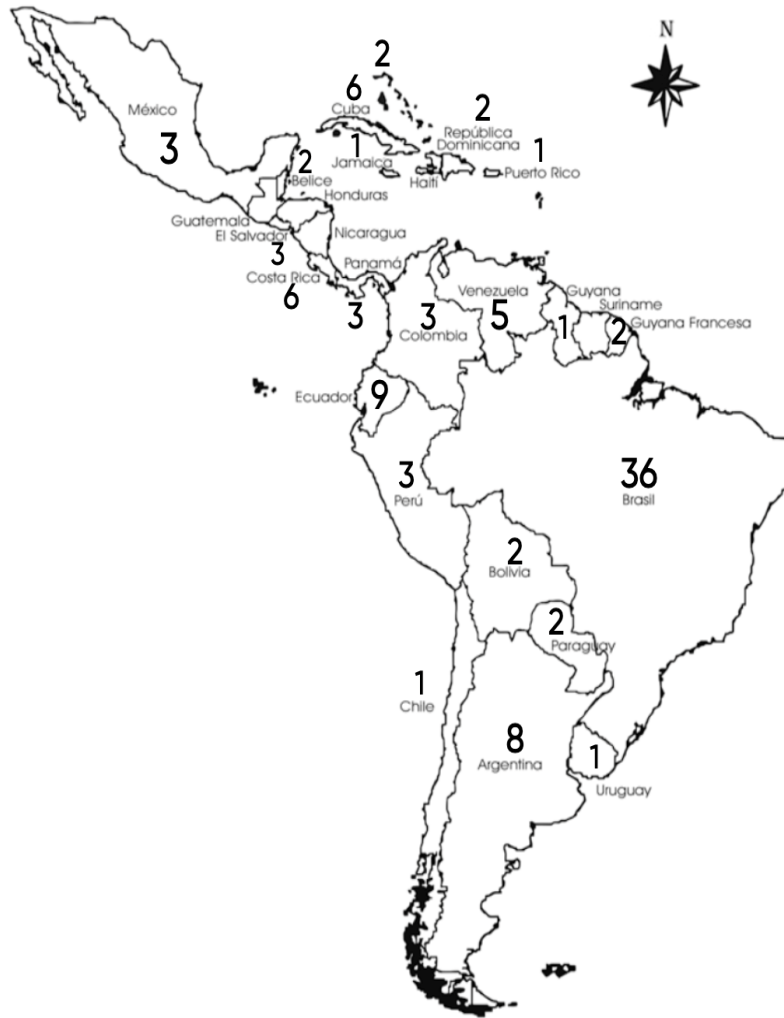 N
2
6
Cuba
México
3
2
República
Dominicana
1
Jamaica
1
Puerto Rico
Haití
2
Belice
Honduras
Guatemala
El Salvador
Nicaragua
3
Costa Rica
6
Panamá
3
Venezuela
5
3
Colombia
Guyana
1
Suriname
2
Guyana Francesa
Ecuador
9
3
Perú
36
Brasil
2
Bolivia
2
Paraguay
1
Chile
8
Argentina
1
Uruguay